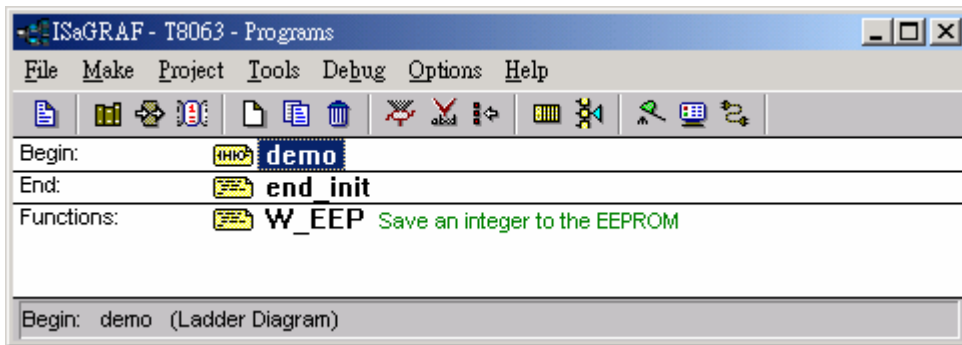 ISaGRAF - T8063 - Programs
File Make Project Tools Debug Options Help
Begin: demo
End: end_init
Functions: W_EEP Save an integer to the EEPROM
Begin: demo (Ladder Diagram)